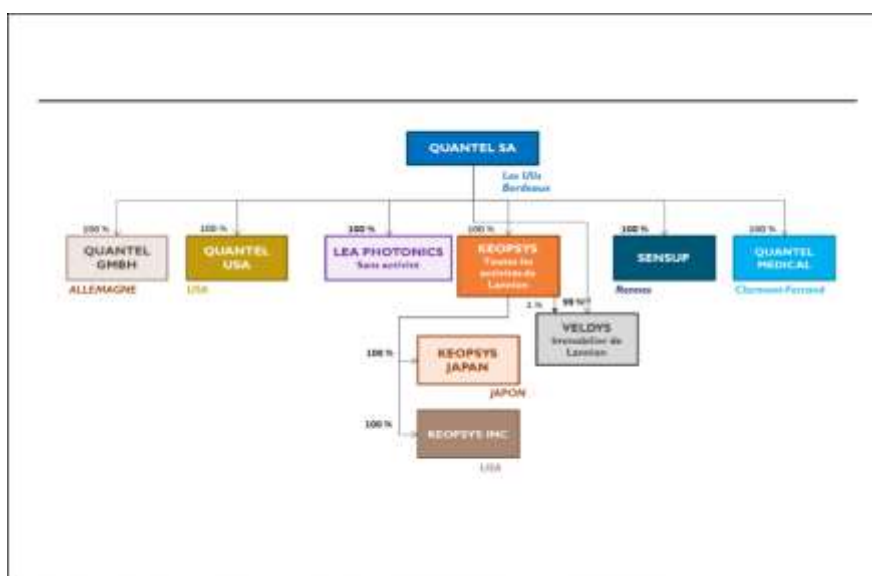 QUANTEL SA
Les Ulis
Bordeaux
100 %
100 %
100 %
100 %
100 %
100 %
QUANTEL
GMBH
QUANTEL
USA
LEA PHOTONICS
Sans activité
KEOPSYS
Toutes les
activités de
Lannion
SENSUP
QUANTEL
MEDICAL
ALLEMAGNE
USA
Rennes
Clermont-Ferrand
99 %
VELDYS
Immobilier de
Lannion
100 %
KEOPSYS
JAPAN
JAPON
100 %
KEOPSYS INC
USA